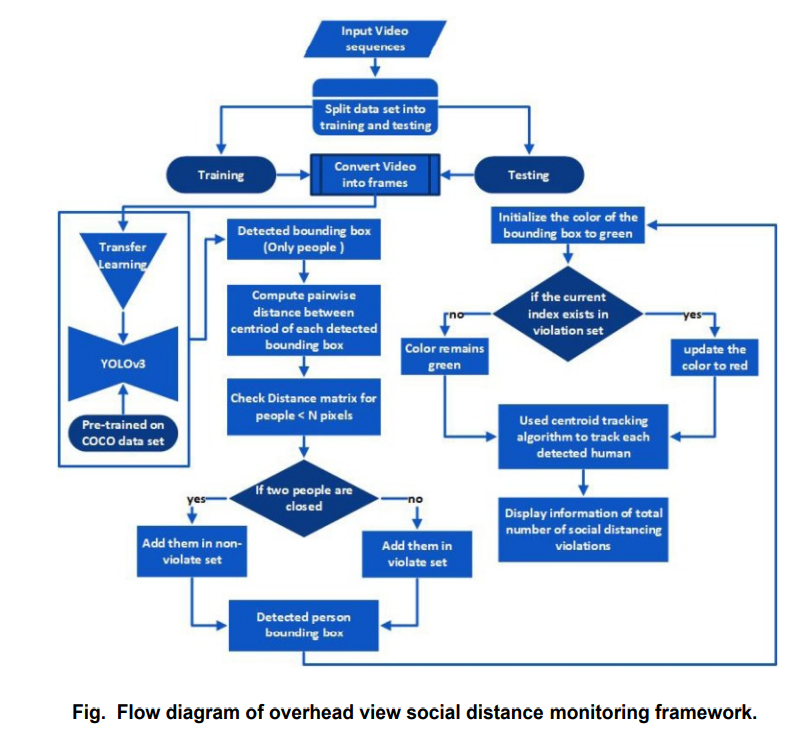 Input Video
sequences
Split data set into
training and testing
Training
Convert Video
into frames
Testing
Transfer
Learning
YOLOv3
Pre-trained on
COCO data set
Detected bounding box
(Only people )
Compute pairwise
distance between
centriod of each detected
bounding box
Check Distance matrix for
people < N pixels
If two people are
closed
yes
no
Add them in non-
violate set
Add them in
violate set
Detected person
bounding box
Initialize the color of the
bounding box to green
if the current
index exists in
violation set
no
yes
Color remains
green
update the
color to red
Used centroid tracking
algorithm to track each
detected human
Display information of total
number of social distancing
violations
Fig. Flow diagram of overhead view social distance monitoring framework.